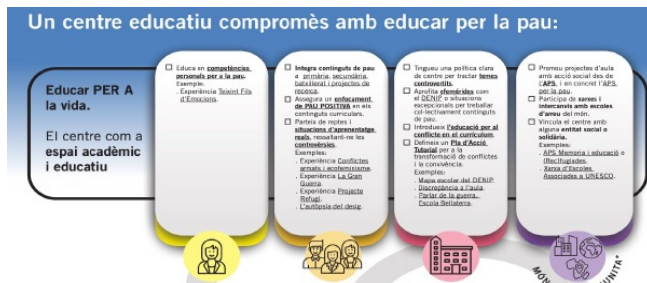 Un centre educatiu compromès amb educar per la pau:
Educar PER A
la vida.
El centre com a
espai acadèmic
i educatiu
☐ Educa en competències
personals per a la pau.
Exemple:
. Experiència Teixint Fils
d'Emocions.
☐ Integra continguts de pau
a primària, secundària,
batxillerat i projectes de
recerca.
☐ Assegura un enfocament
de PAU POSITIVA en els
continguts curriculars.
☐ Parteix de reptes i
situacions d'aprenentatge
reals, ressaltant-ne les
controvèrsies.
Exemples:
. Experiència Conflictes
armats i ecofeminisme.
. Experiència La Gran
Guerra.
. Experiència Projecte
Refugi.
. L'autòpsia del desig.
☐ Tingueu una política clara
de centre per tractar temes
controvertits.
☐ Aprofita efemèrides com
el DENIP o situacions
excepcionals per treballar
col·lectivament continguts
de pau.
☐ Introdueix l'educació per al
conflicte en el currículum.
☐ Defineix un Pla d'Acció
Tutorial per a la
transformació de conflictes
i la convivència.
Exemples:
. Mapa escolar del DENIP.
. Discrepància a l'aula.
. Parlar de la guerra.
Escola Bellaterra.
☐ Promou projectes d'aula
amb acció social des de
l'APS, i en concret l'APS
per la pau.
☐ Participa de xarxes i
intercanvis amb escoles
d'areu del món.
☐ Vincula el centre amb
alguna entitat social o
solidària.
Exemples:
. APS Memòria i educació o
(Rec)fugiades.
. Xarxa d'Escoles
Associades a UNESCO.
MÓN
UNITA*